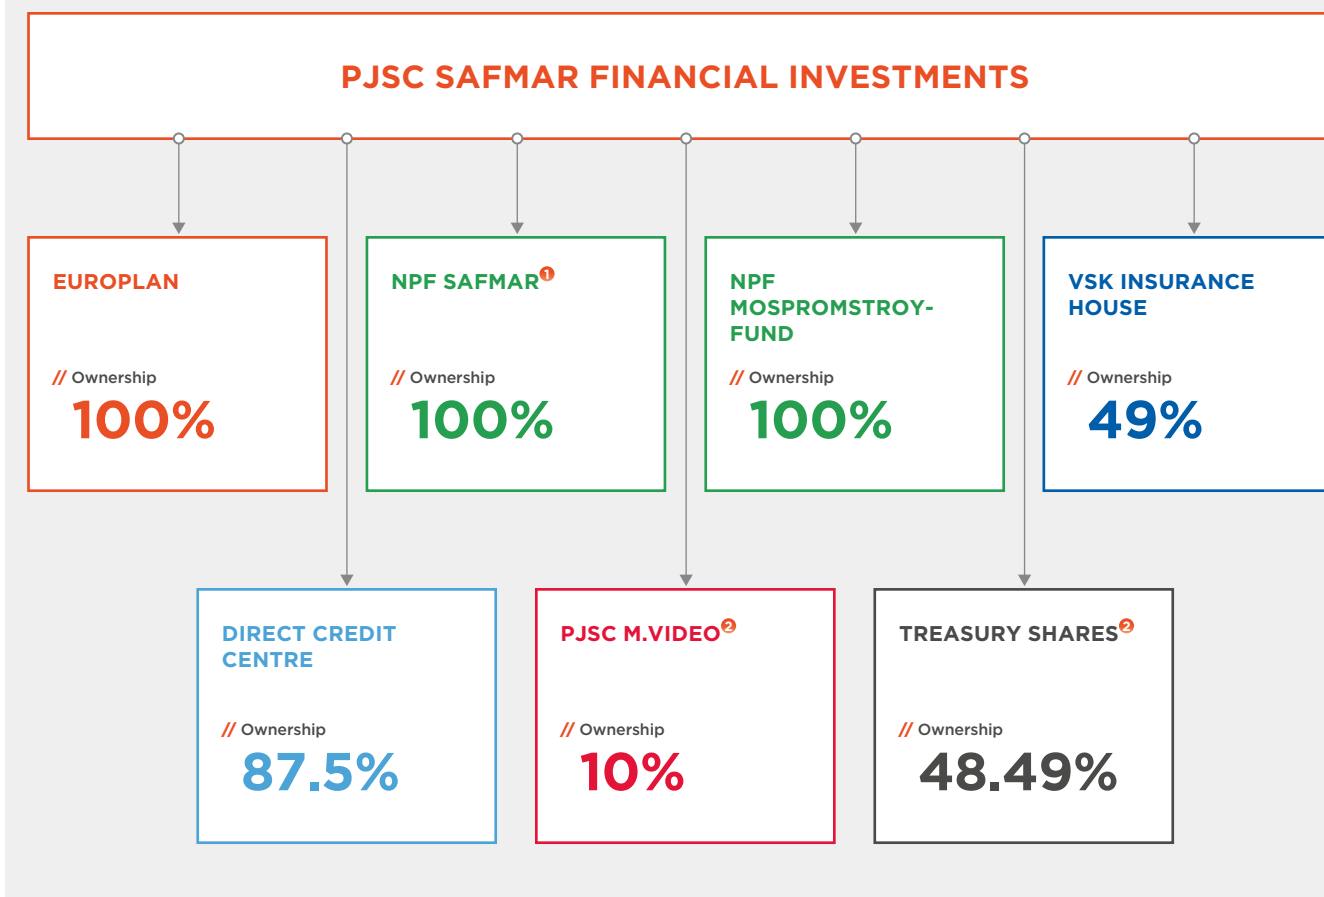 PJSC SAFMAR FINANCIAL INVESTMENTS
EUROPLAN
// Ownership
100%
NPF SAFMAR1
// Ownership
100%
NPF
MOSPROMSTROY-
FUND
// Ownership
100%
VSK INSURANCE
HOUSE
// Ownership
49%
DIRECT CREDIT
CENTRE
// Ownership
87.5%
PJSC M.VIDEO2
// Ownership
10%
TREASURY SHARES2
// Ownership
48.49%